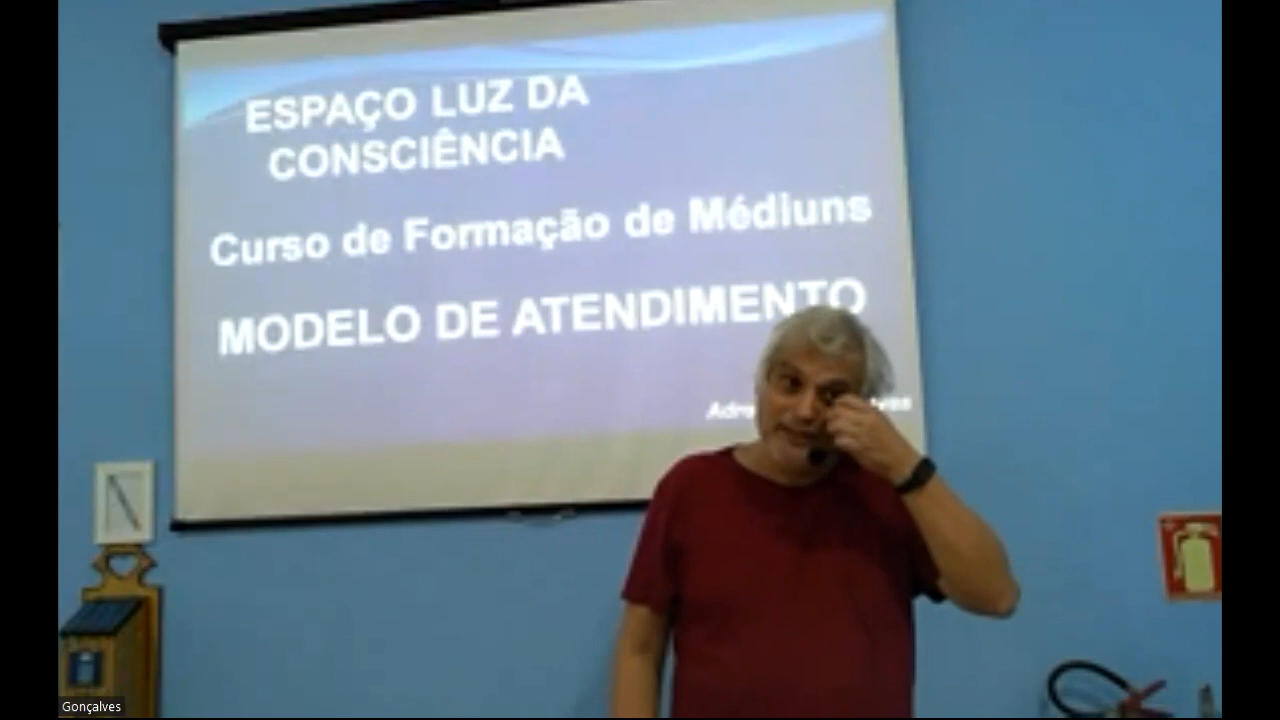 ESPAÇO LUZ DA
CONSCIÊNCIA
Curso de Formação de Médiuns
MODELO DE ATENDIMENTO
Gonçalves